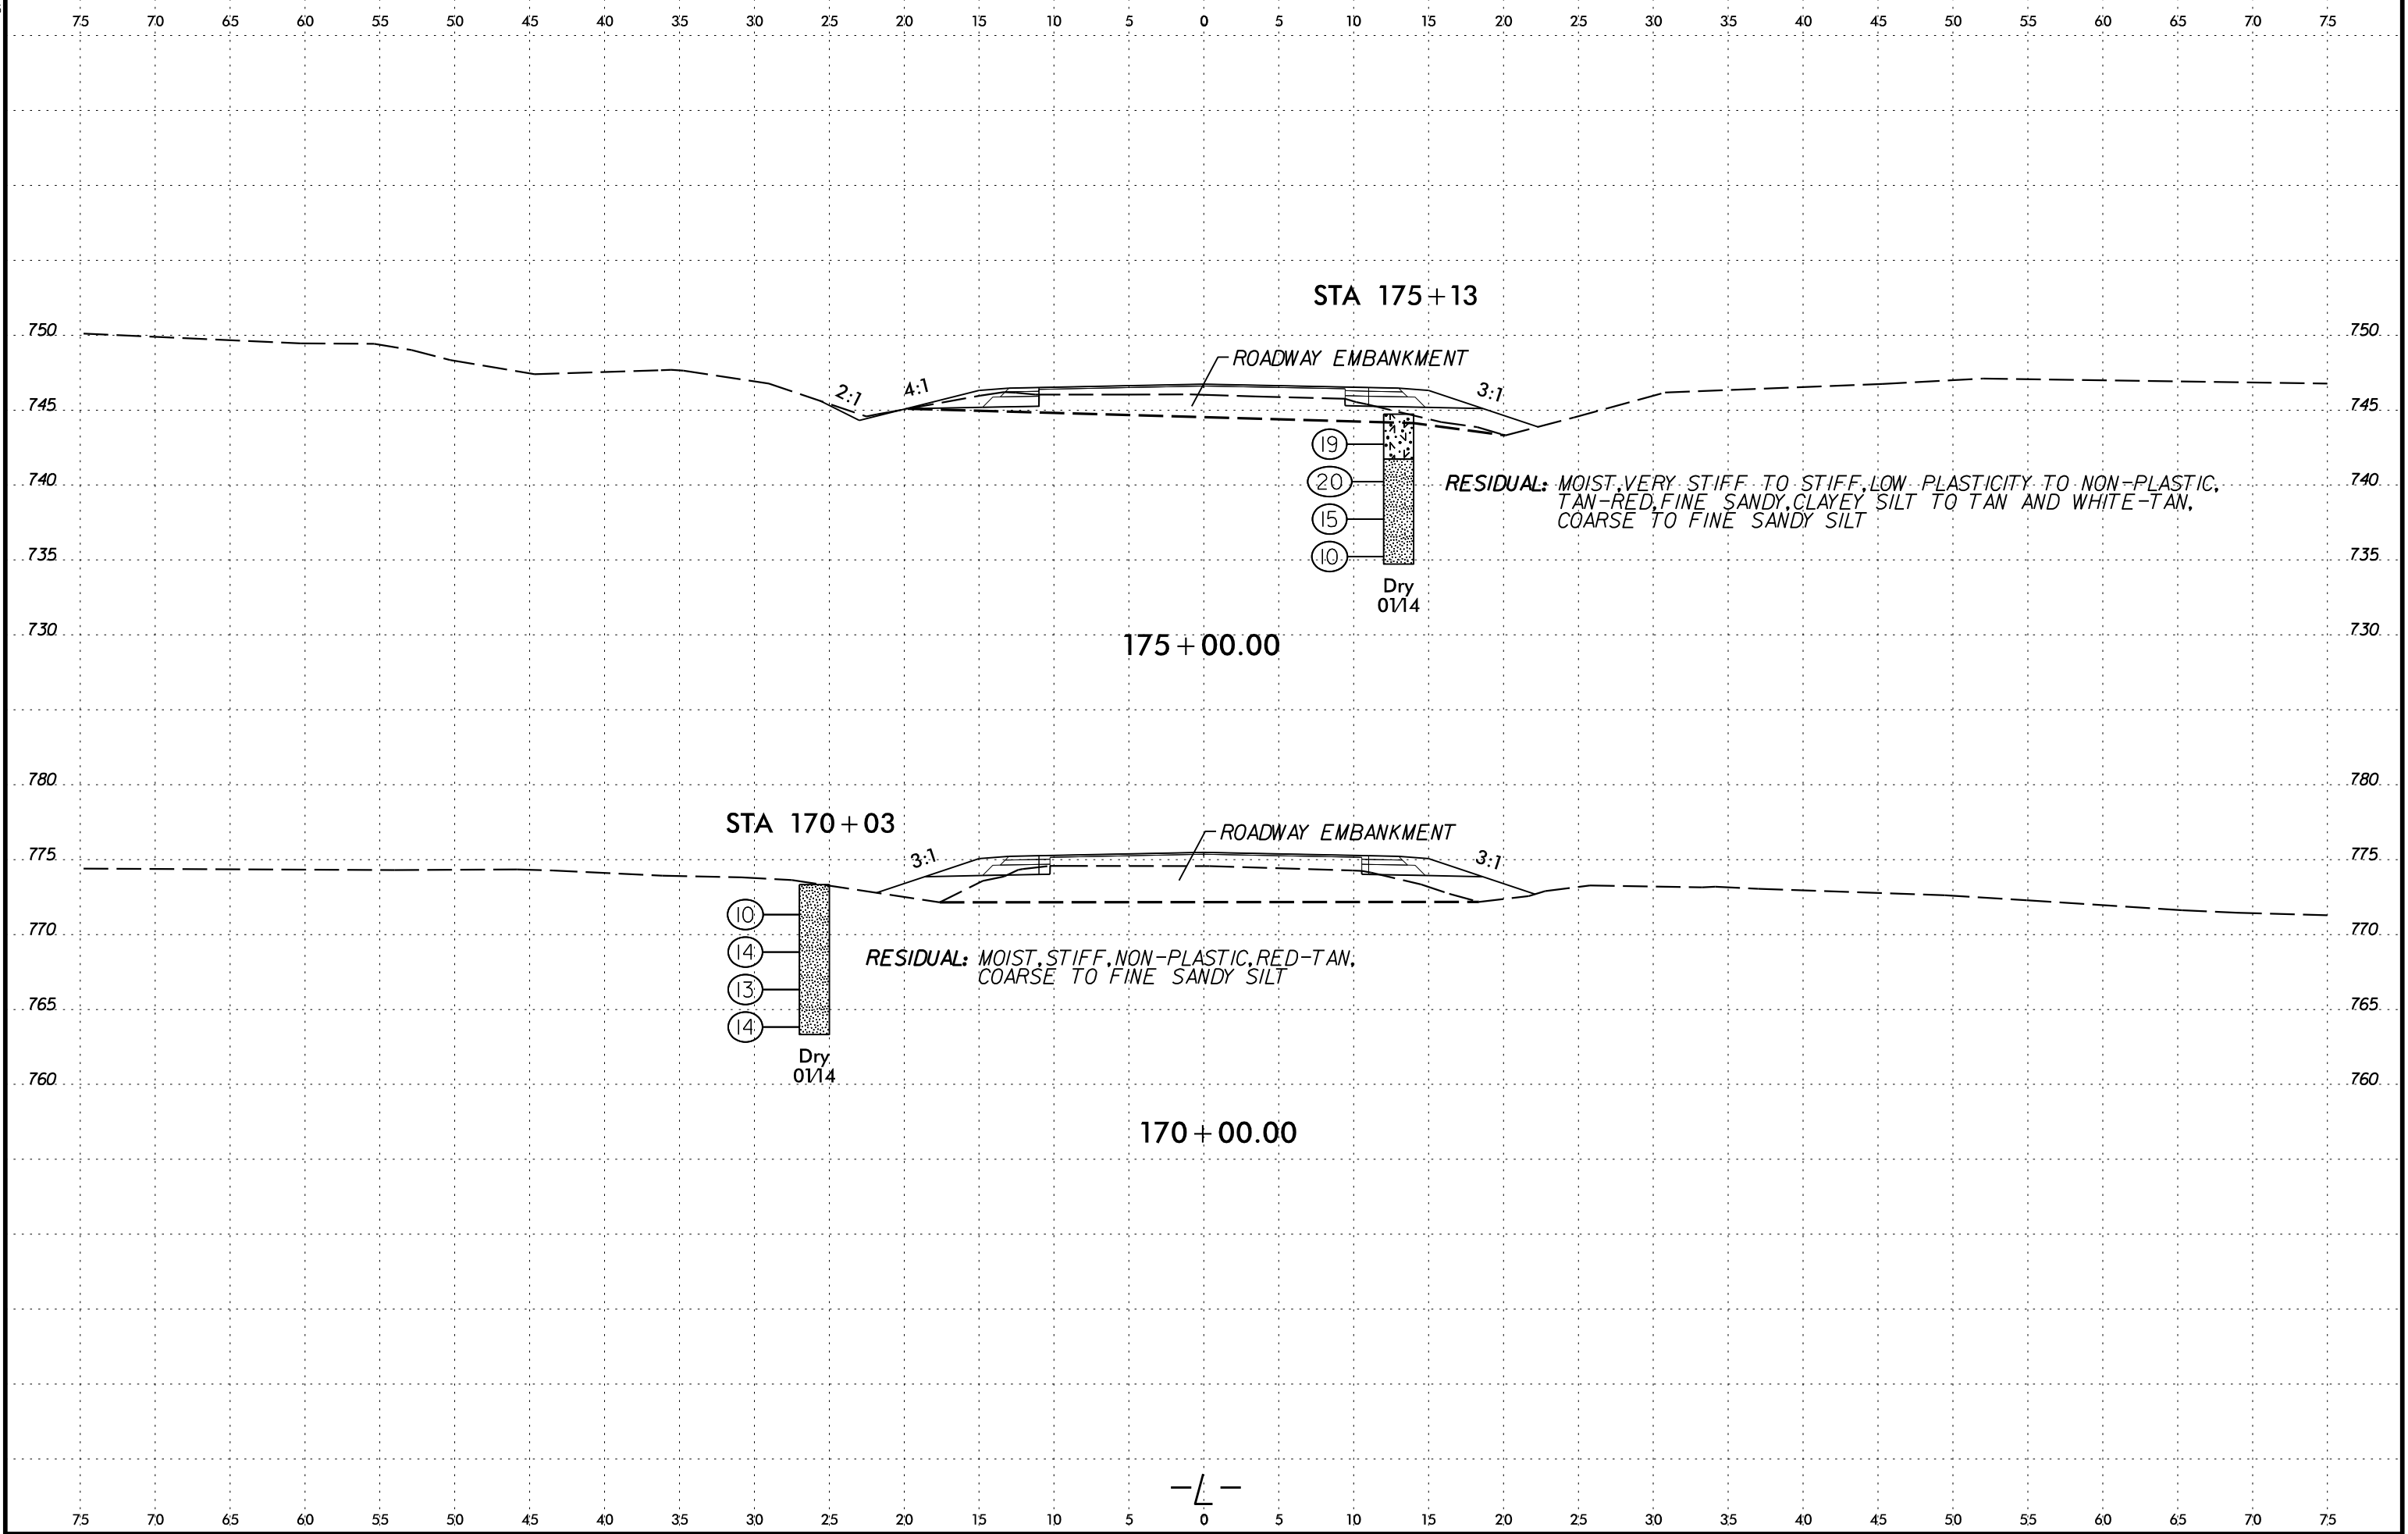 75 70 65 60 55 50 45 40 35 30 25 20 15 10 5 0 5 10 15 20 25 30 35 40 45 50 55 60 65 70 75
STA 175+13
750 750
ROADWAY EMBANKMENT
2:1 4:1 3:1
745 745
19
740 740
20
RESIDUAL: MOIST, VERY STIFF TO STIFF, LOW PLASTICITY TO NON-PLASTIC,
TAN-RED, FINE SANDY, CLAYEY SILT TO TAN AND WHITE-TAN,
COARSE TO FINE SANDY SILT
15
735 735
10
Dry
01/14
730 730
175+00.00
780 780
STA 170+03
ROADWAY EMBANKMENT
775 775
3:1 3:1
10
770 770
14
RESIDUAL: MOIST, STIFF, NON-PLASTIC, RED-TAN,
COARSE TO FINE SANDY SILT
13
765 765
14
Dry
01/14
760 760
170+00.00
-L-
75 70 65 60 55 50 45 40 35 30 25 20 15 10 5 0 5 10 15 20 25 30 35 40 45 50 55 60 65 70 75